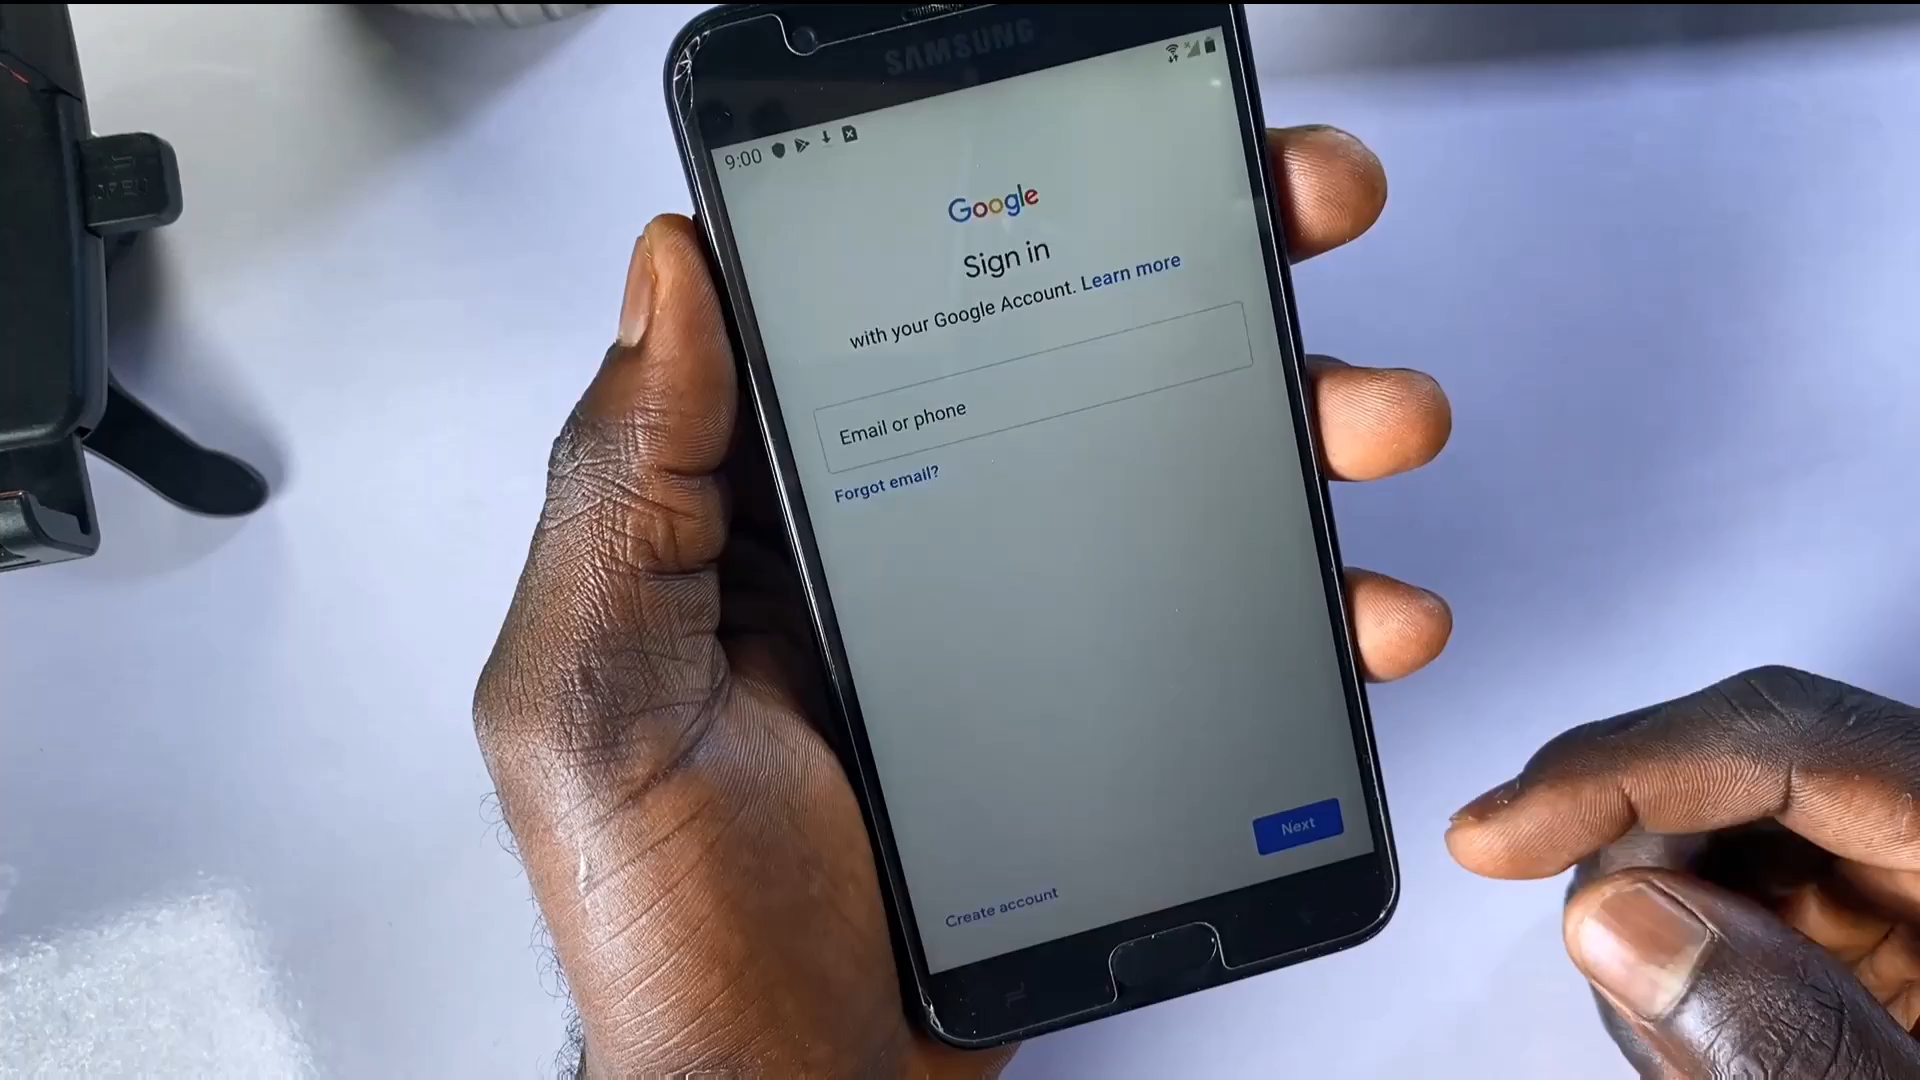 SAMSUNG
9:00
Google
Sign in
with your Google Account. Learn more
Email or phone
Forgot email?
Next
Create account